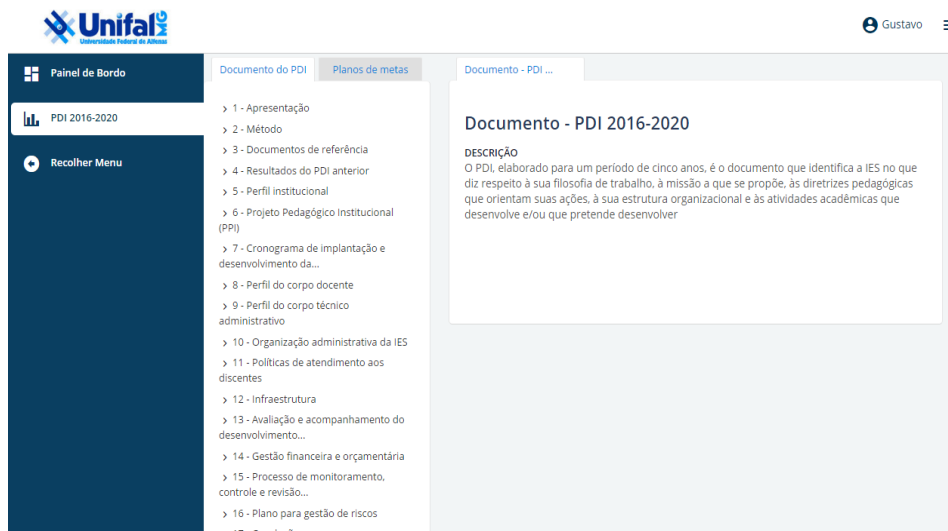 Unifal MG
Universidade Federal de Alfenas
Gustavo
Painel de Bordo
PDI 2016-2020
Recolher Menu
Documento do PDI
Planos de metas
1 - Apresentação
2 - Método
3 - Documentos de referência
4 - Resultados do PDI anterior
5 - Perfil institucional
6 - Projeto Pedagógico Institucional
(PPI)
7 - Cronograma de implantação e
desenvolvimento da...
8 - Perfil do corpo docente
9 - Perfil do corpo técnico
administrativo
10 - Organização administrativa da IES
11 - Políticas de atendimento aos
discentes
12 - Infraestrutura
13 - Avaliação e acompanhamento do
desenvolvimento...
14 - Gestão financeira e orçamentária
15 - Processo de monitoramento,
controle e revisão...
16 - Plano para gestão de riscos
Documento - PDI ...
Documento - PDI 2016-2020
DESCRIÇÃO
O PDI, elaborado para um período de cinco anos, é o documento que identifica a IES no que
diz respeito à sua filosofia de trabalho, à missão a que se propõe, às diretrizes pedagógicas
que orientam suas ações, à sua estrutura organizacional e às atividades acadêmicas que
desenvolve e/ou que pretende desenvolver